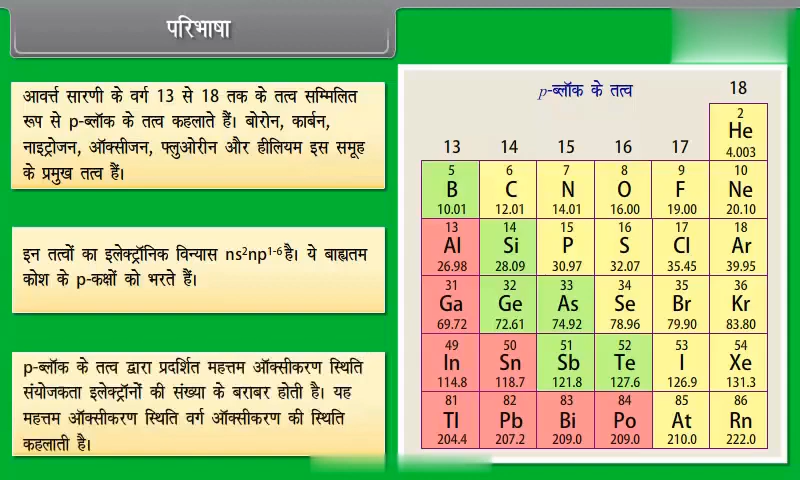 परिभाषा
आवर्त्त सारणी के वर्ग 13 से 18 तक के तत्व सम्मिलित
रूप से p-ब्लॉक के तत्व कहलाते हैं। बोरोन, कार्बन,
नाइट्रोजन, ऑक्सीजन, फ्लुओरीन और हीलियम इस समूह
के प्रमुख तत्व हैं।
इन तत्वों का इलेक्ट्रॉनिक विन्यास ns²np¹⁻⁶है। ये बाह्यतम
कोश के p-कक्षों को भरते हैं।
p-ब्लॉक के तत्व द्वारा प्रदर्शित महत्तम ऑक्सीकरण स्थिति
संयोजकता इलेक्ट्रॉनों की संख्या के बराबर होती है। यह
महत्तम ऑक्सीकरण स्थिति वर्ग ऑक्सीकरण की स्थिति
कहलाती है।
p-ब्लॉक के तत्व 18
2
He
13 14 15 16 17 4.003
5 6 7 8 9 10
B C N O F Ne
10.01 12.01 14.01 16.00 19.00 20.10
13 14 15 16 17 18
Al Si P S Cl Ar
26.98 28.09 30.97 32.07 35.45 39.95
31 32 33 34 35 36
Ga Ge As Se Br Kr
69.72 72.61 74.92 78.96 79.90 83.80
49 50 51 52 53 54
In Sn Sb Te I Xe
114.8 118.7 121.8 127.6 126.9 131.3
81 82 83 84 85 86
Tl Pb Bi Po At Rn
204.4 207.2 209.0 209.0 210.0 222.0